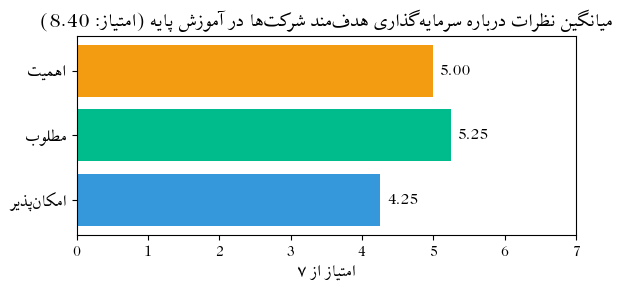 میانگین نظرات درباره سرمایه‌گذاری هدف‌مند شرکت‌ها در آموزش پایه (امتیاز: 8.40)
اهمیت
5.00
مطلوب
5.25
امکان‌پذیر
4.25
0 1 2 3 4 5 6 7
امتیاز از ۷